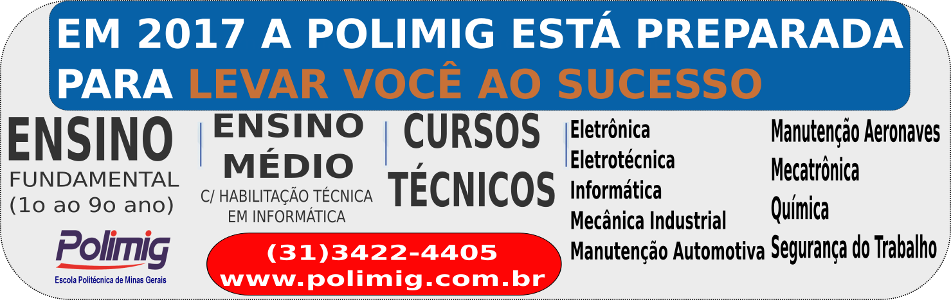 EM 2017 A POLIMIG ESTÁ PREPARADA
PARA LEVAR VOCÊ AO SUCESSO
ENSINO
FUNDAMENTAL
(1o ao 9o ano)
Polimig
Escola Politécnica de Minas Gerais
ENSINO
MÉDIO
C/ HABILITAÇÃO TÉCNICA
EM INFORMÁTICA
(31)3422-4405
www.polimig.com.br
CURSOS
TÉCNICOS
Eletrônica
Eletrotécnica
Informática
Mecânica Industrial
Manutenção Automotiva
Manutenção Aeronaves
Mecatrônica
Química
Segurança do Trabalho